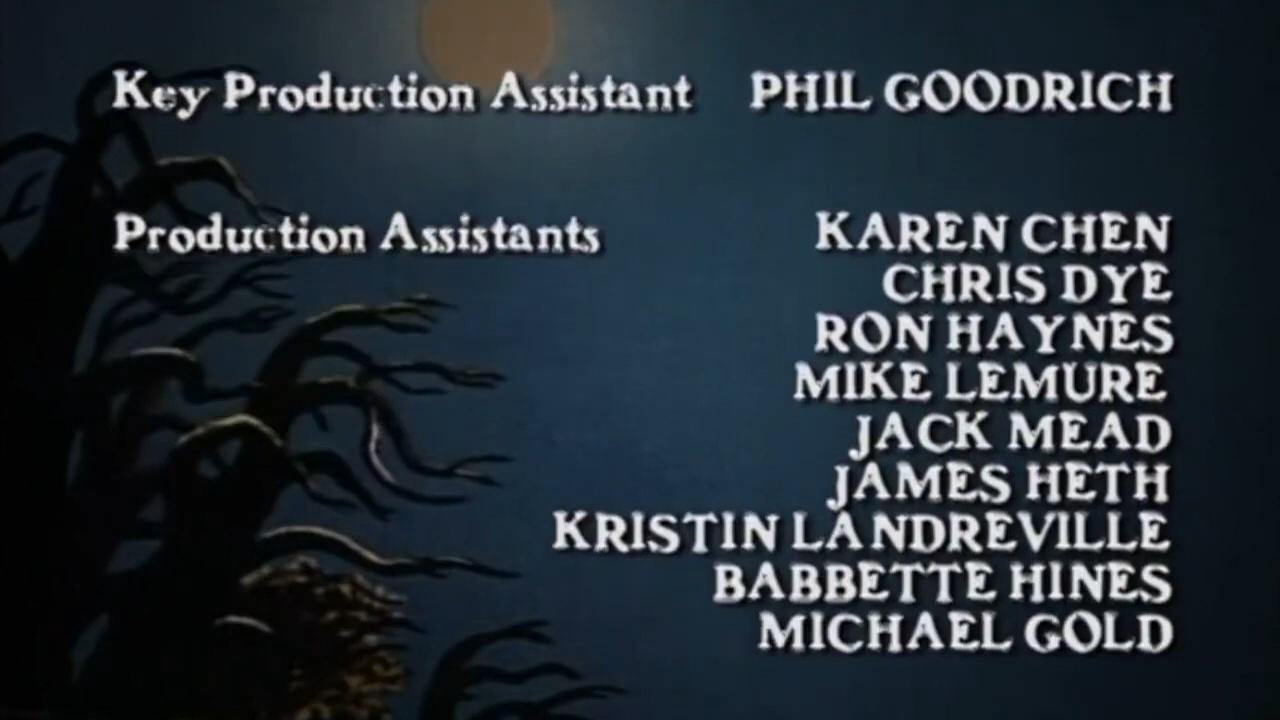 Key Production Assistant PHIL GOODRICH
Production Assistants KAREN CHEN
CHRIS DYE
RON HAYNES
MIKE LEMURE
JACK MEAD
JAMES HETH
KRISTIN LANDREVILLE
BABBETTE HINES
MICHAEL GOLD